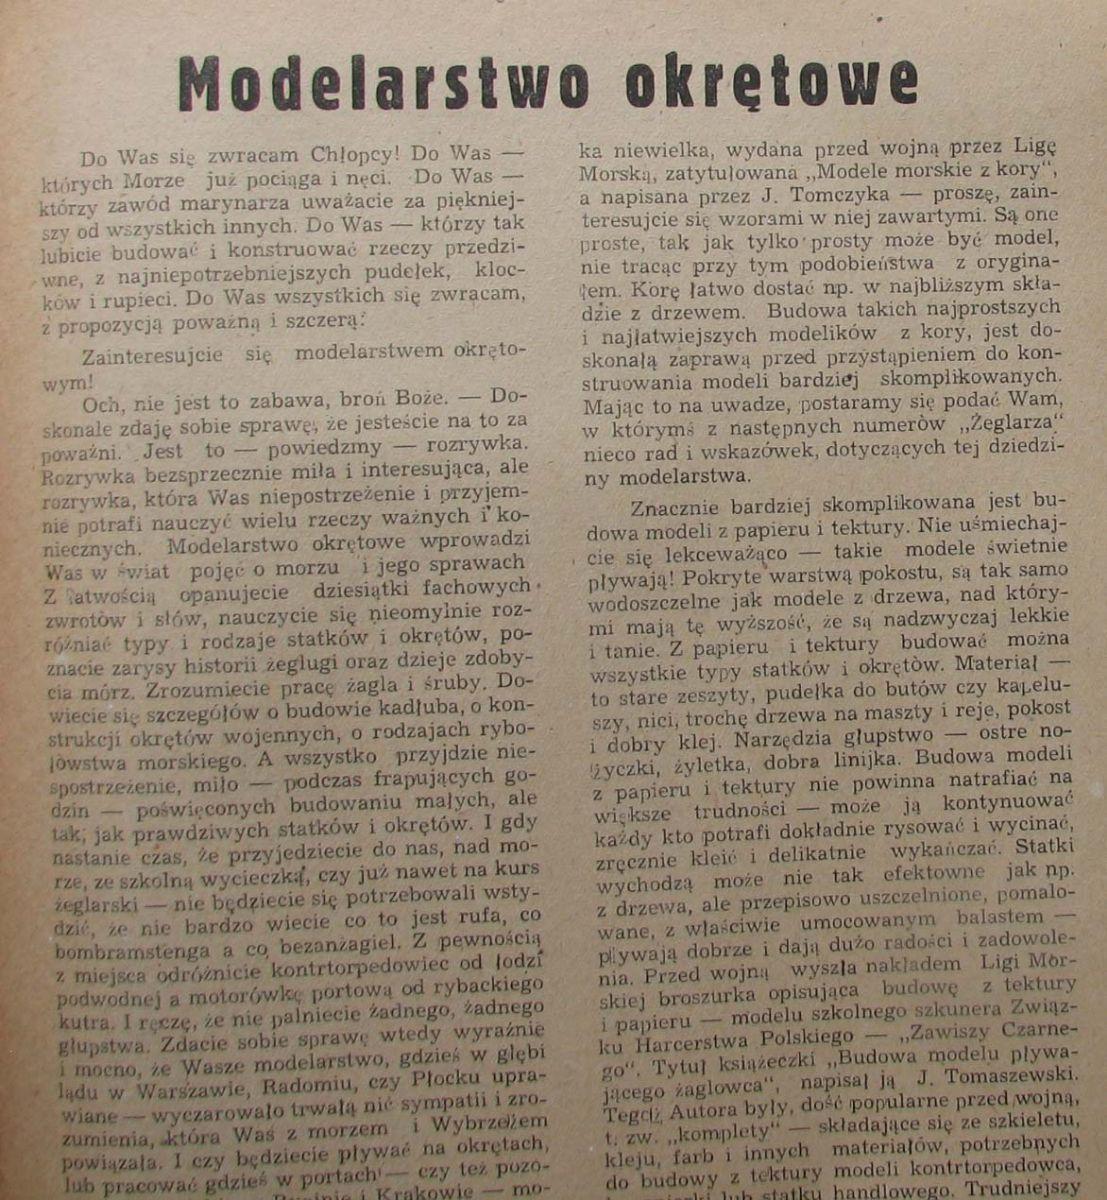 Modelarstwo okrętowe
Do Was się zwracam Chłopcy! Do Was —
których Morze już pociąga i nęci. Do Was —
którzy zawód marynarza uważacie za piękniej-
szy od wszystkich innych. Do Was — którzy tak
lubicie budować i konstruować rzeczy przedzi-
wne, z najniepotrzebniejszych pudełek, kloc-
ków i rupieci. Do Was wszystkich się zwracam,
z propozycją poważną i szczerą:
Zainteresujcie się modelarstwem okręto-
wym!
Och, nie jest to zabawa, broń Boże. — Do-
skonale zdaję sobie sprawę, że jesteście na to za
poważni. Jest to — powiedzmy — rozrywka.
Rozrywka bezsprzecznie miła i interesująca, ale
rozrywka, która Was niepostrzeżenie i przyjem-
nie potrafi nauczyć wielu rzeczy ważnych i ko-
niecznych. Modelarstwo okrętowe wprowadzi
Was w świat pojęć o morzu i jego sprawach
Z łatwością opanujecie dziesiątki fachowych
zwrotów i słów, nauczycie się nieomylnie roz-
różniać typy i rodzaje statków i okrętów, po-
znacie zarysy historii żeglugi oraz dzieje zdoby-
cia mórz. Zrozumiecie pracę żagla i śruby. Do-
wiecie się szczegółów o budowie kadłuba, o kon-
strukcji okrętów wojennych, o rodzajach rybo-
łówstwa morskiego. A wszystko przyjdzie nie-
spostrzeżenie, miło — podczas frapujących go-
dzin — poświęconych budowaniu małych, ale
tak, jak prawdziwych statków i okrętów. I gdy
nastanie czas, że przyjedziecie do nas, nad mo-
rze, ze szkolną wycieczką, czy już nawet na kurs
żeglarski — nie będziecie się potrzebowali wsty-
dzić, że nie bardzo wiecie co to jest rufa, co
bombramstenga a co bezanżagiel. Z pewnością
z miejsca odróżnicie kontrtorpedowiec od łodzi
podwodnej a motorówkę portową od rybackiego
kutra. I ręczę, że nie palniecie żadnego, żadnego
głupstwa. Zdacie sobie sprawę wtedy wyraźnie
i mocno, że Wasze modelarstwo, gdzieś w głębi
lądu w Warszawie, Radomiu, czy Płocku upra-
wiane — wyczarowało trwałą nić sympatii i zro-
zumienia, która Was z morzem i Wybrzeżem
powiązała. I czy będziecie pływać na okrętach,
lub pracować gdzieś w portach — czy też pozo-
i Krakowie — mo-
ka niewielka, wydana przed wojną przez Ligę
Morską, zatytułowana „Modele morskie z kory“,
a napisana przez J. Tomczyka — proszę, zain-
teresujcie się wzorami w niej zawartymi. Są one
proste, tak jak tylko prosty może być model,
nie tracąc przy tym podobieństwa z orygina-
łem. Korę łatwo dostać np. w najbliższym skła-
dzie z drzewem. Budowa takich najprostszych
i najłatwiejszych modelików z kory, jest do-
skonałą zaprawą przed przystąpieniem do kon-
struowania modeli bardziej skomplikowanych.
Mając to na uwadze, postaramy się podać Wam,
w którymś z następnych numerów „Żeglarza“
nieco rad i wskazówek, dotyczących tej dziedzi-
ny modelarstwa.
Znacznie bardziej skomplikowana jest bu-
dowa modeli z papieru i tektury. Nie uśmiechaj-
cie się lekceważąco — takie modele świetnie
pływają! Pokryte warstwą pokostu, są tak samo
wodoszczelne jak modele z drzewa, nad który-
mi mają tę wyższość, że są nadzwyczaj lekkie
i tanie. Z papieru i tektury budować można
wszystkie typy statków i okrętów. Materiał —
to stare zeszyty, pudełka do butów czy kapelu-
szy, nici, trochę drzewa na maszty i reje, pokost
i dobry klej. Narzędzia głupstwo — ostre no-
życzki, żyletka, dobra linijka. Budowa modeli
z papieru i tektury nie powinna natrafiać na
większe trudności — może ją kontynuować
każdy kto potrafi dokładnie rysować i wycinać,
zręcznie kleić i delikatnie wykańczać. Statki
wychodzą może nie tak efektowne jak np.
z drzewa, ale przepisowo uszczelnione, pomalo-
wane, z właściwie umocowanym balastem —
pływają dobrze i dają dużo radości i zadowole-
nia. Przed wojną wyszła nakładem Ligi Mor-
skiej broszurka opisująca budowę z tektury
i papieru — modelu szkolnego szkunera Związ-
ku Harcerstwa Polskiego — „Zawiszy Czarne-
go“. Tytuł książeczki „Budowa modelu pływa-
jącego żaglowca“, napisał ją J. Tomaszewski.
Tegoż Autora były, dość popularne przed wojną,
t. zw. „komplety“ — składające się ze szkieletu,
kleju, farb i innych materiałów, potrzebnych
do budowy z tektury modeli kontrtorpedowca,
lub statku handlowego. Trudniejszy